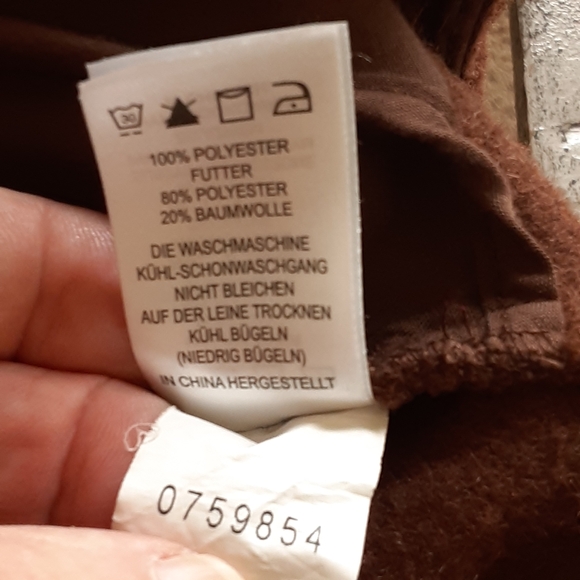 30
100% POLYESTER
FUTTER
80% POLYESTER
20% BAUMWOLLE
DIE WASCHMASCHINE
KÜHL-SCHONWASCHGANG
NICHT BLEICHEN
AUF DER LEINE TROCKNEN
KÜHL BÜGELN
(NIEDRIG BÜGELN)
IN CHINA HERGESTELLT
0759854